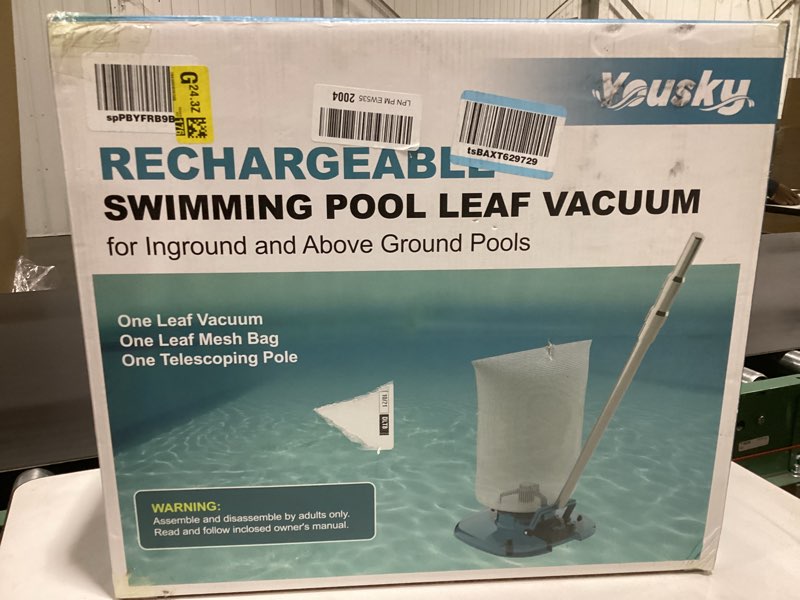 spPBYFRB9B
G
24.3Z
LPN PM EW535
2004
tsBAXT629729
Yousky
RECHARGEABLE
SWIMMING POOL LEAF VACUUM
for Inground and Above Ground Pools
One Leaf Vacuum
One Leaf Mesh Bag
One Telescoping Pole
WARNING:
Assemble and disassemble by adults only.
Read and follow inclosed owner's manual.